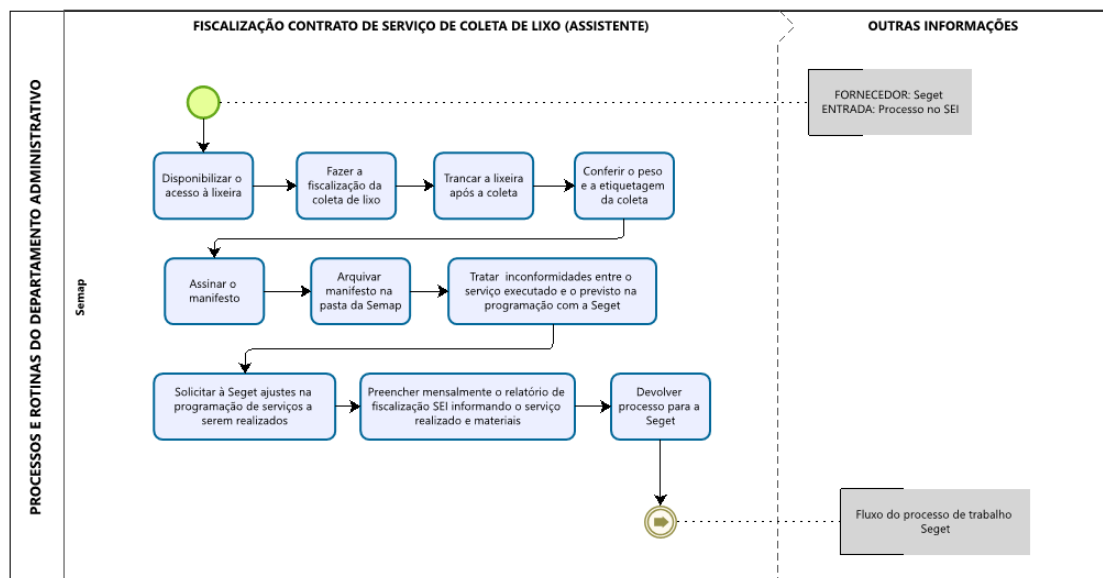 FISCALIZAÇÃO CONTRATO DE SERVIÇO DE COLETA DE LIXO (ASSISTENTE)
OUTRAS INFORMAÇÕES
PROCESSOS E ROTINAS DO DEPARTAMENTO ADMINISTRATIVO
Semap
FORNECEDOR: Seget
ENTRADA: Processo no SEI
Disponibilizar o
acesso à lixeira
Fazer a
fiscalização da
coleta de lixo
Trancar a lixeira
após a coleta
Conferir o peso
e a etiquetagem
da coleta
Assinar o
manifesto
Arquivar
manifesto na
pasta da Semap
Tratar inconformidades entre o
serviço executado e o previsto na
programação com a Seget
Solicitar à Seget ajustes na
programação de serviços a
serem realizados
Preencher mensalmente o relatório de
fiscalização SEI informando o serviço
realizado e materiais
Devolver
processo para a
Seget
Fluxo do processo de trabalho
Seget